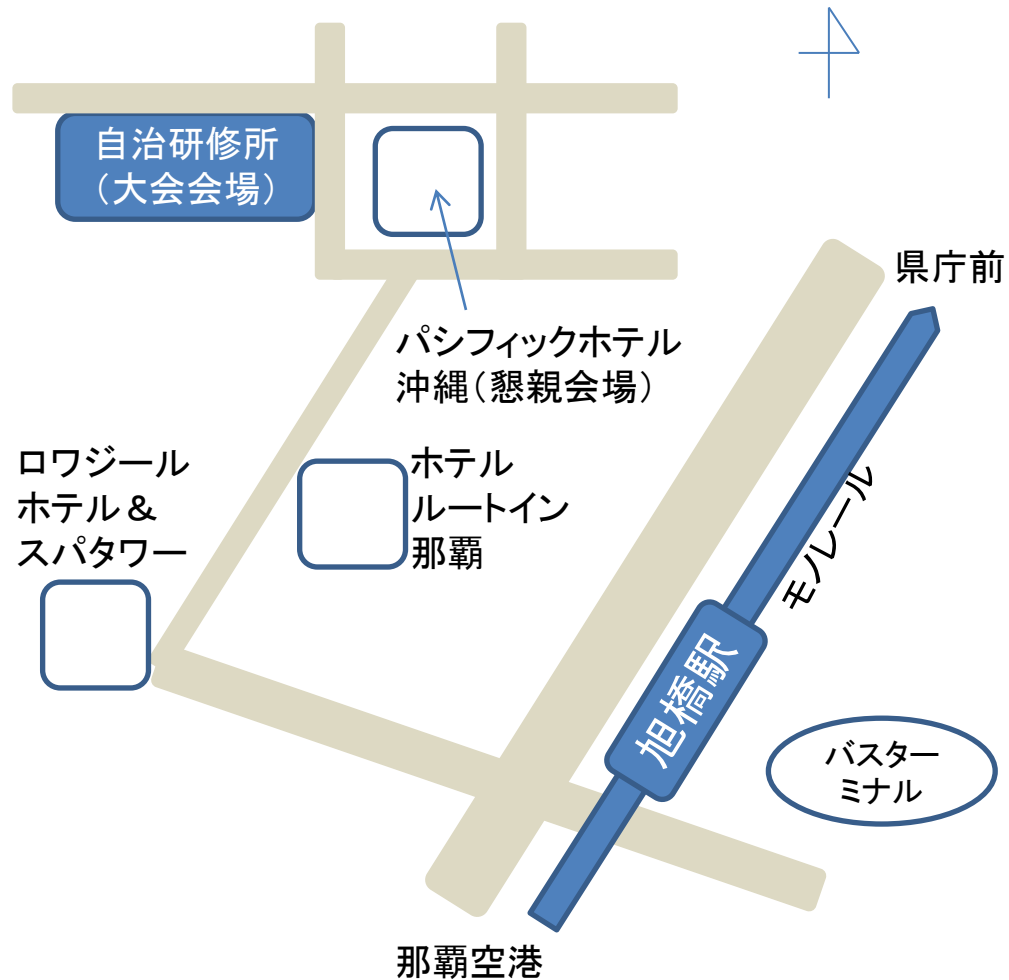 自治研修所
（大会会場）
県庁前
パシフィックホテル
沖縄（懇親会場）
ロワジール
ホテル＆
スパタワー
ホテル
ルートイン
那覇
モノレール
旭橋駅
バスター
ミナル
那覇空港